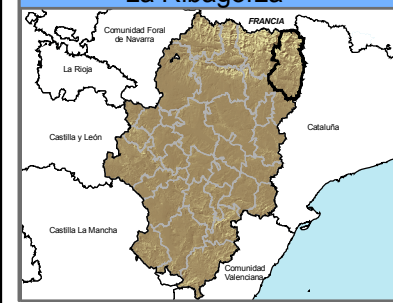 La Ribagorza
FRANCIA
Comunidad Foral
de Navarra
La Rioja
Castilla y León
Cataluña
Castilla La Mancha
Comunidad
Valenciana